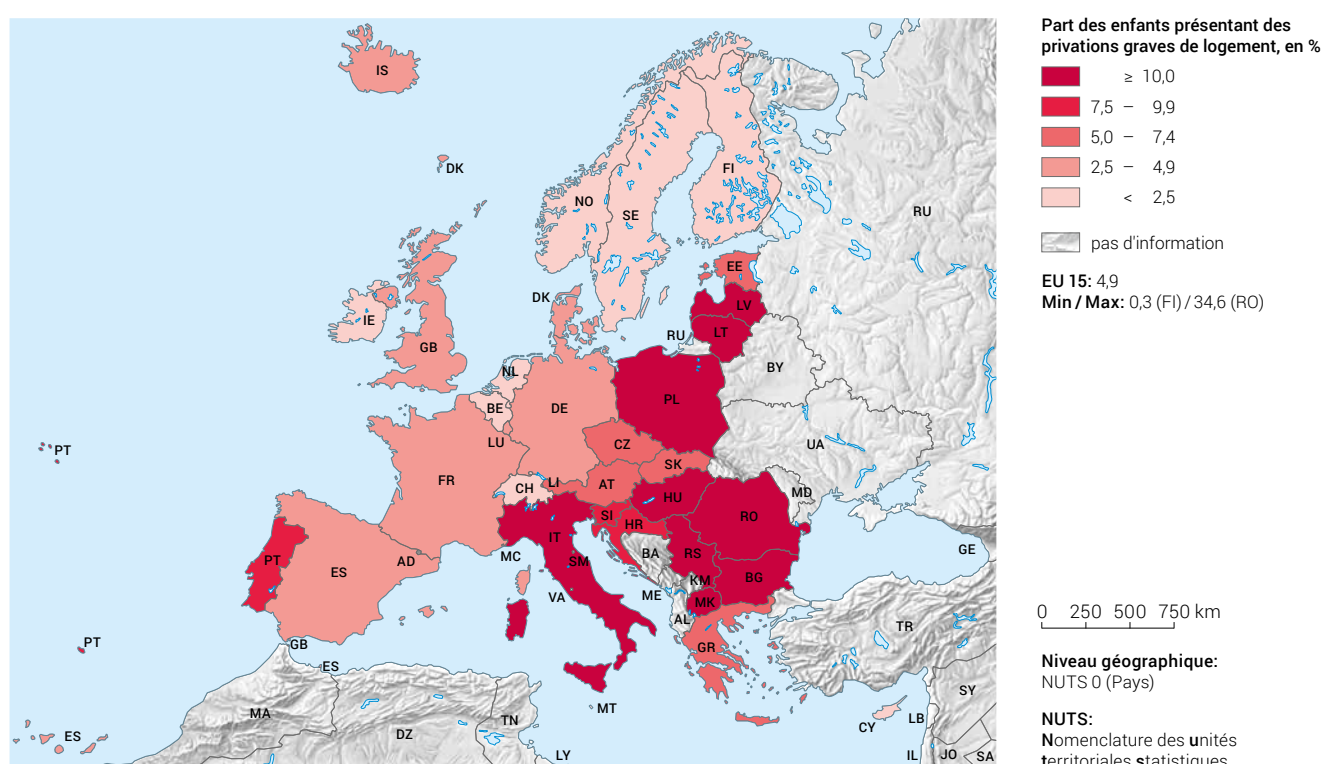 IS
DK
NO
SE
FI
RU
EE
LV
LT
RU
DK
IE
GB
NL
BE
DE
PL
BY
LU
CZ
UA
SK
PT
FR
CH
LI
AT
HU
MD
RO
SI
HR
IT
PT
ES
AD
MC
SM
BA
RS
GE
KM
BG
VA
ME
MK
AL
TR
GR
PT
GB
ES
MT
SY
MA
TN
CY
LB
ES
DZ
LY
IL
JO
SA
Part des enfants présentant des
privations graves de logement, en %
≥ 10,0
7,5 – 9,9
5,0 – 7,4
2,5 – 4,9
< 2,5
pas d'information
EU 15: 4,9
Min / Max: 0,3 (FI) / 34,6 (RO)
0 250 500 750 km
Niveau géographique:
NUTS 0 (Pays)
NUTS:
Nomenclature des unités
territoriales statistiques